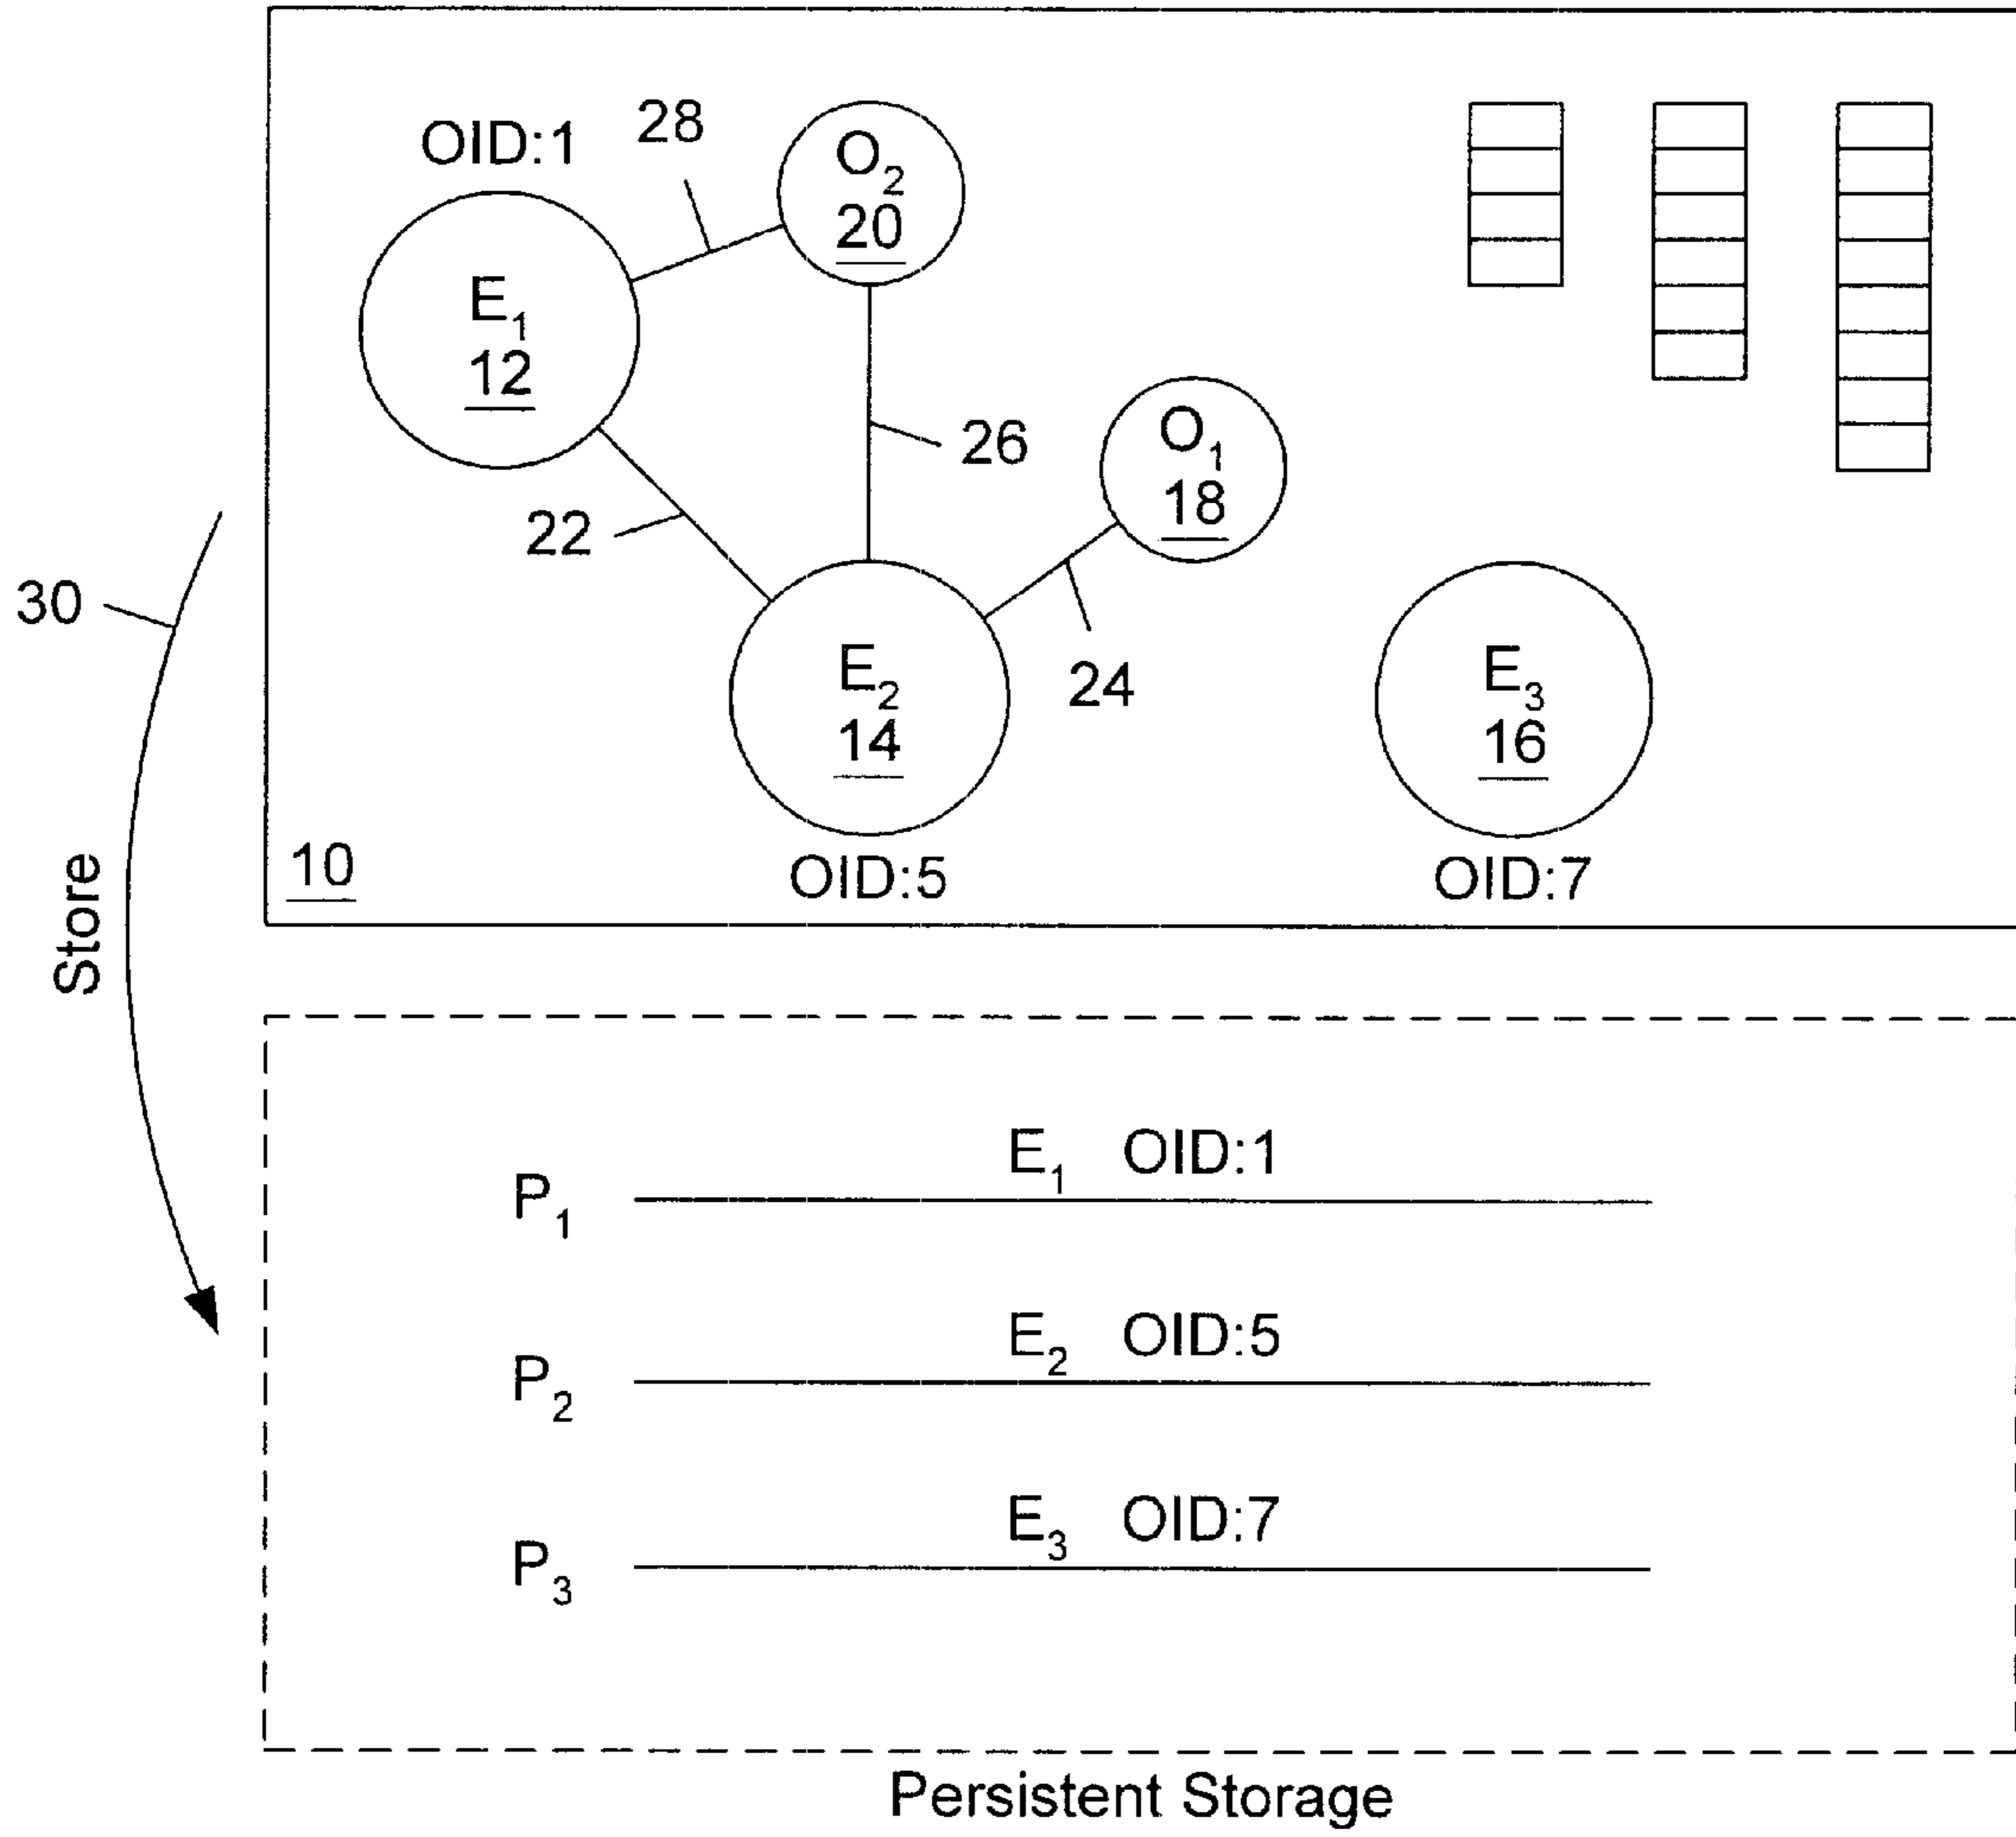 OID:1
28
O₂
20
E₁
12
26
O₁
18
22
30
24
E₂
14
E₃
16
10
OID:5
OID:7
Store
E₁ OID:1
P₁
E₂ OID:5
P₂
E₃ OID:7
P₃
Persistent Storage